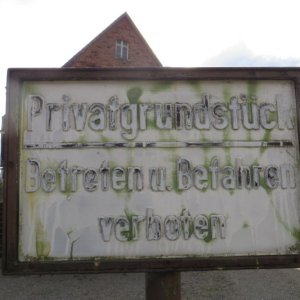 Privatgrundstück
Betreten u. Befahren
verboten